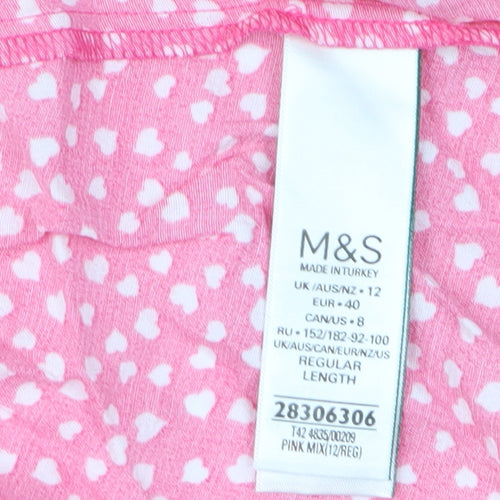 M&S
MADE IN TURKEY
UK/AUS/NZ • 12
EUR • 40
CAN/US • 8
RU • 152/182-92-100
UK/AUS/CAN/EUR/NZ/US
REGULAR
LENGTH
28306306
T42 4835/00209
PINK MIX(12/REG)